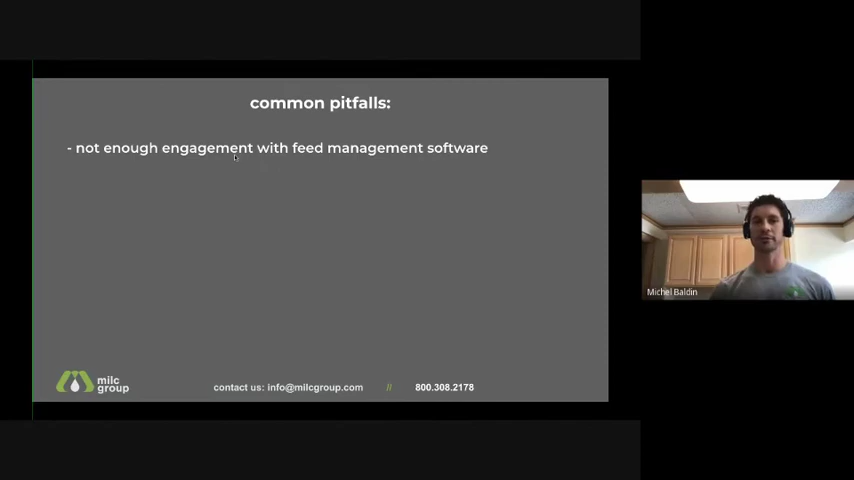 common pitfalls:
- not enough engagement with feed management software
Michel Baldin
milc
group
contact us: info@milcgroup.com // 800.308.2178